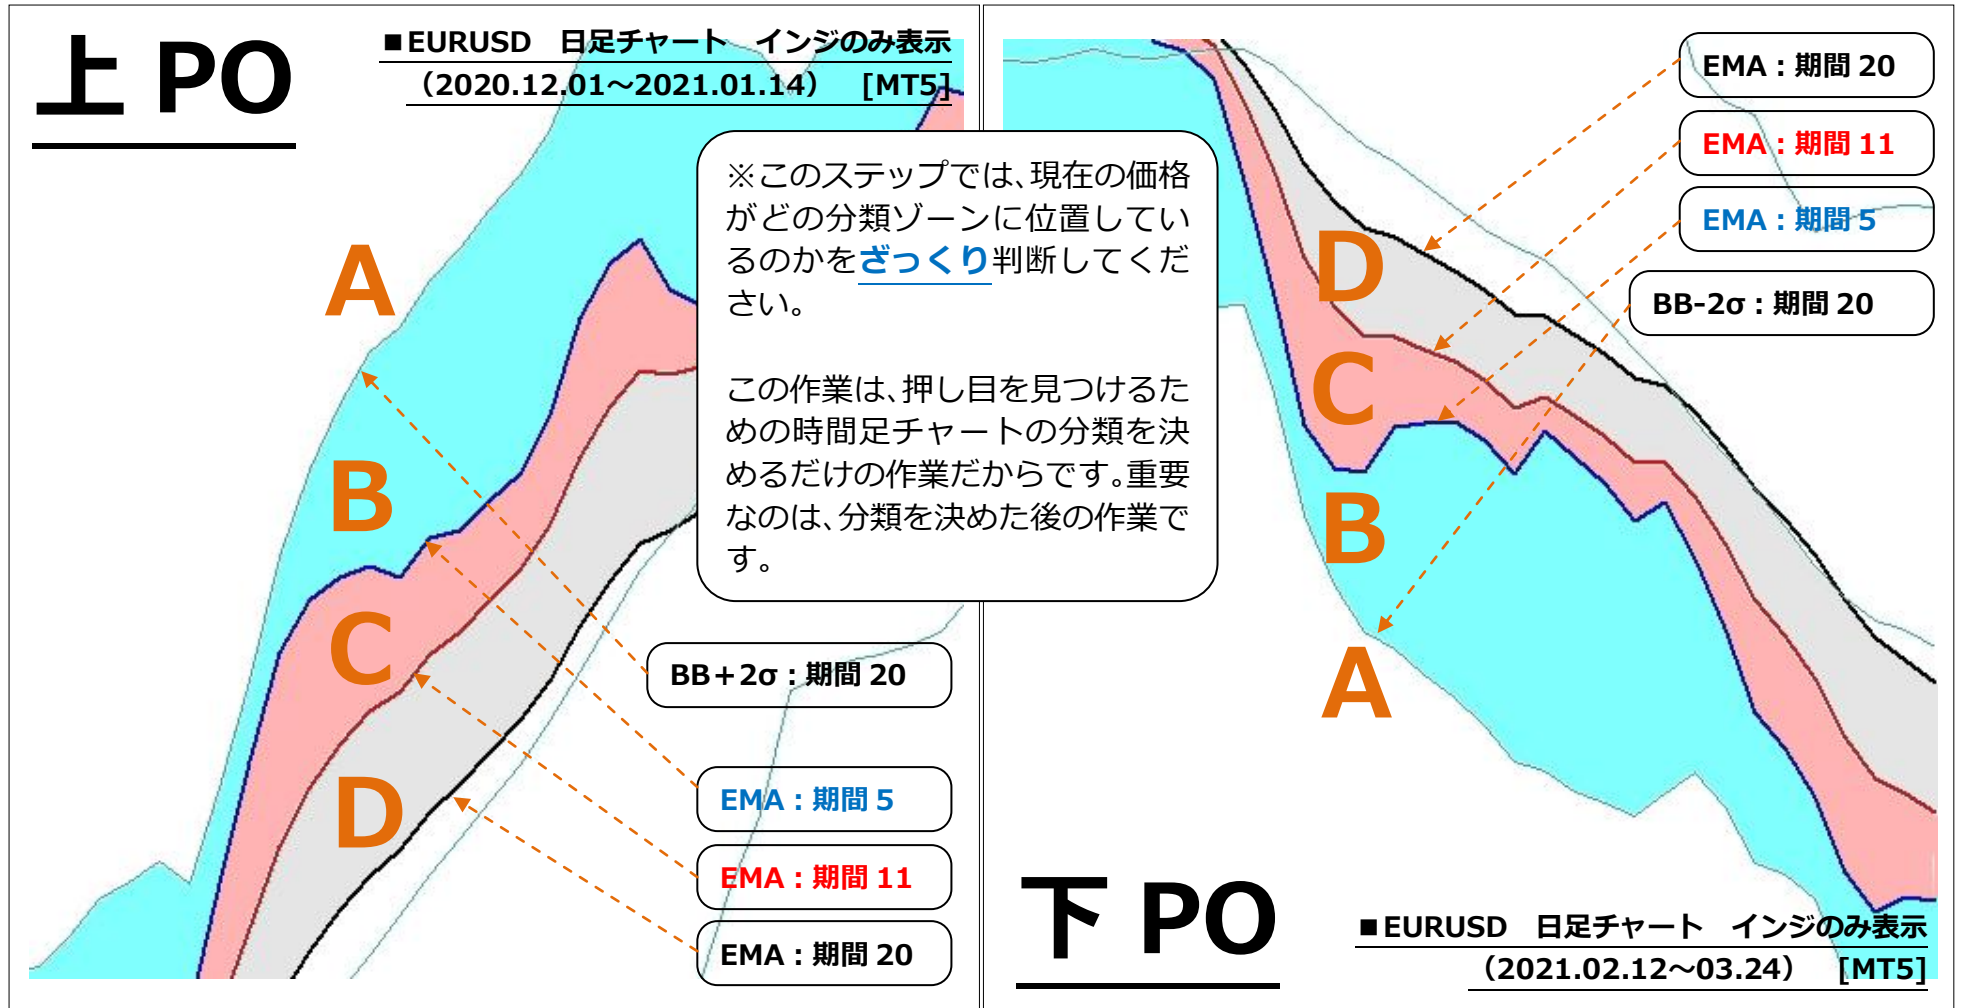 上 PO
■EURUSD　日足チャート　インジのみ表示
（2020.12.01～2021.01.14）　[MT5]
A
B
C
D
BB＋2σ：期間 20
EMA：期間 5
EMA：期間 11
EMA：期間 20
※このステップでは、現在の価格
がどの分類ゾーンに位置してい
るのかをざっくり判断してくだ
さい。
この作業は、押し目を見つけるた
めの時間足チャートの分類を決
めるだけの作業だからです。重要
なのは、分類を決めた後の作業で
す。
EMA：期間 20
EMA：期間 11
EMA：期間 5
BB-2σ：期間 20
D
C
B
A
下 PO
■EURUSD　日足チャート　インジのみ表示
（2021.02.12～03.24）　[MT5]